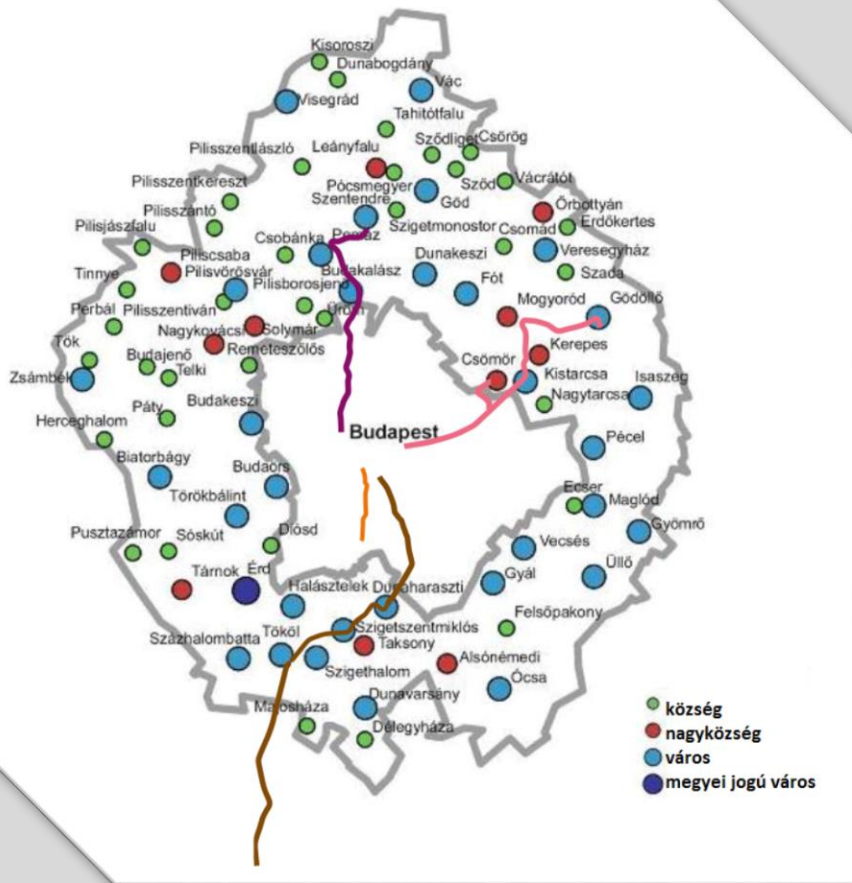 Kisoroszi
Dunabogdány
Vác
Visegrád
Tahitótfalu
Sződliget
Csörög
Pilisszentlászló
Leányfalu
Sződ
Vácrátót
Pilisszentkereszt
Pócsmegyer
Szentendre
Göd
Őrbottyán
Pilisszántó
Szigetmonostor
Csomád
Erdőkertes
Pilisjászfalu
Csobánka
Pomáz
Dunakeszi
Veresegyház
Piliscsaba
Budakalász
Szada
Tinnye
Pilisvörösvár
Pilisborosjenő
Fót
Mogyoród
Gödöllő
Perbál
Pilisszentiván
Üröm
Nagykovácsi
Solymár
Kerepes
Tök
Budajenő
Remeteszőlős
Csömör
Telki
Zsámbék
Kistarcsa
Isaszeg
Nagytarcsa
Páty
Budakeszi
Herceghalom
Budapest
Pécel
Biatorbágy
Budaörs
Törökbálint
Ecser
Maglód
Gyömrő
Pusztazámor
Sóskút
Diósd
Vecsés
Tárnok
Érd
Gyál
Üllő
Halásztelek
Dunaharaszti
Felsőpakony
Százhalombatta
Tököl
Szigetszentmiklós
Taksony
Alsónémedi
Szigethalom
Ócsa
Majosháza
Dunavarsány
Délegyháza
község
nagyközség
város
megyei jogú város